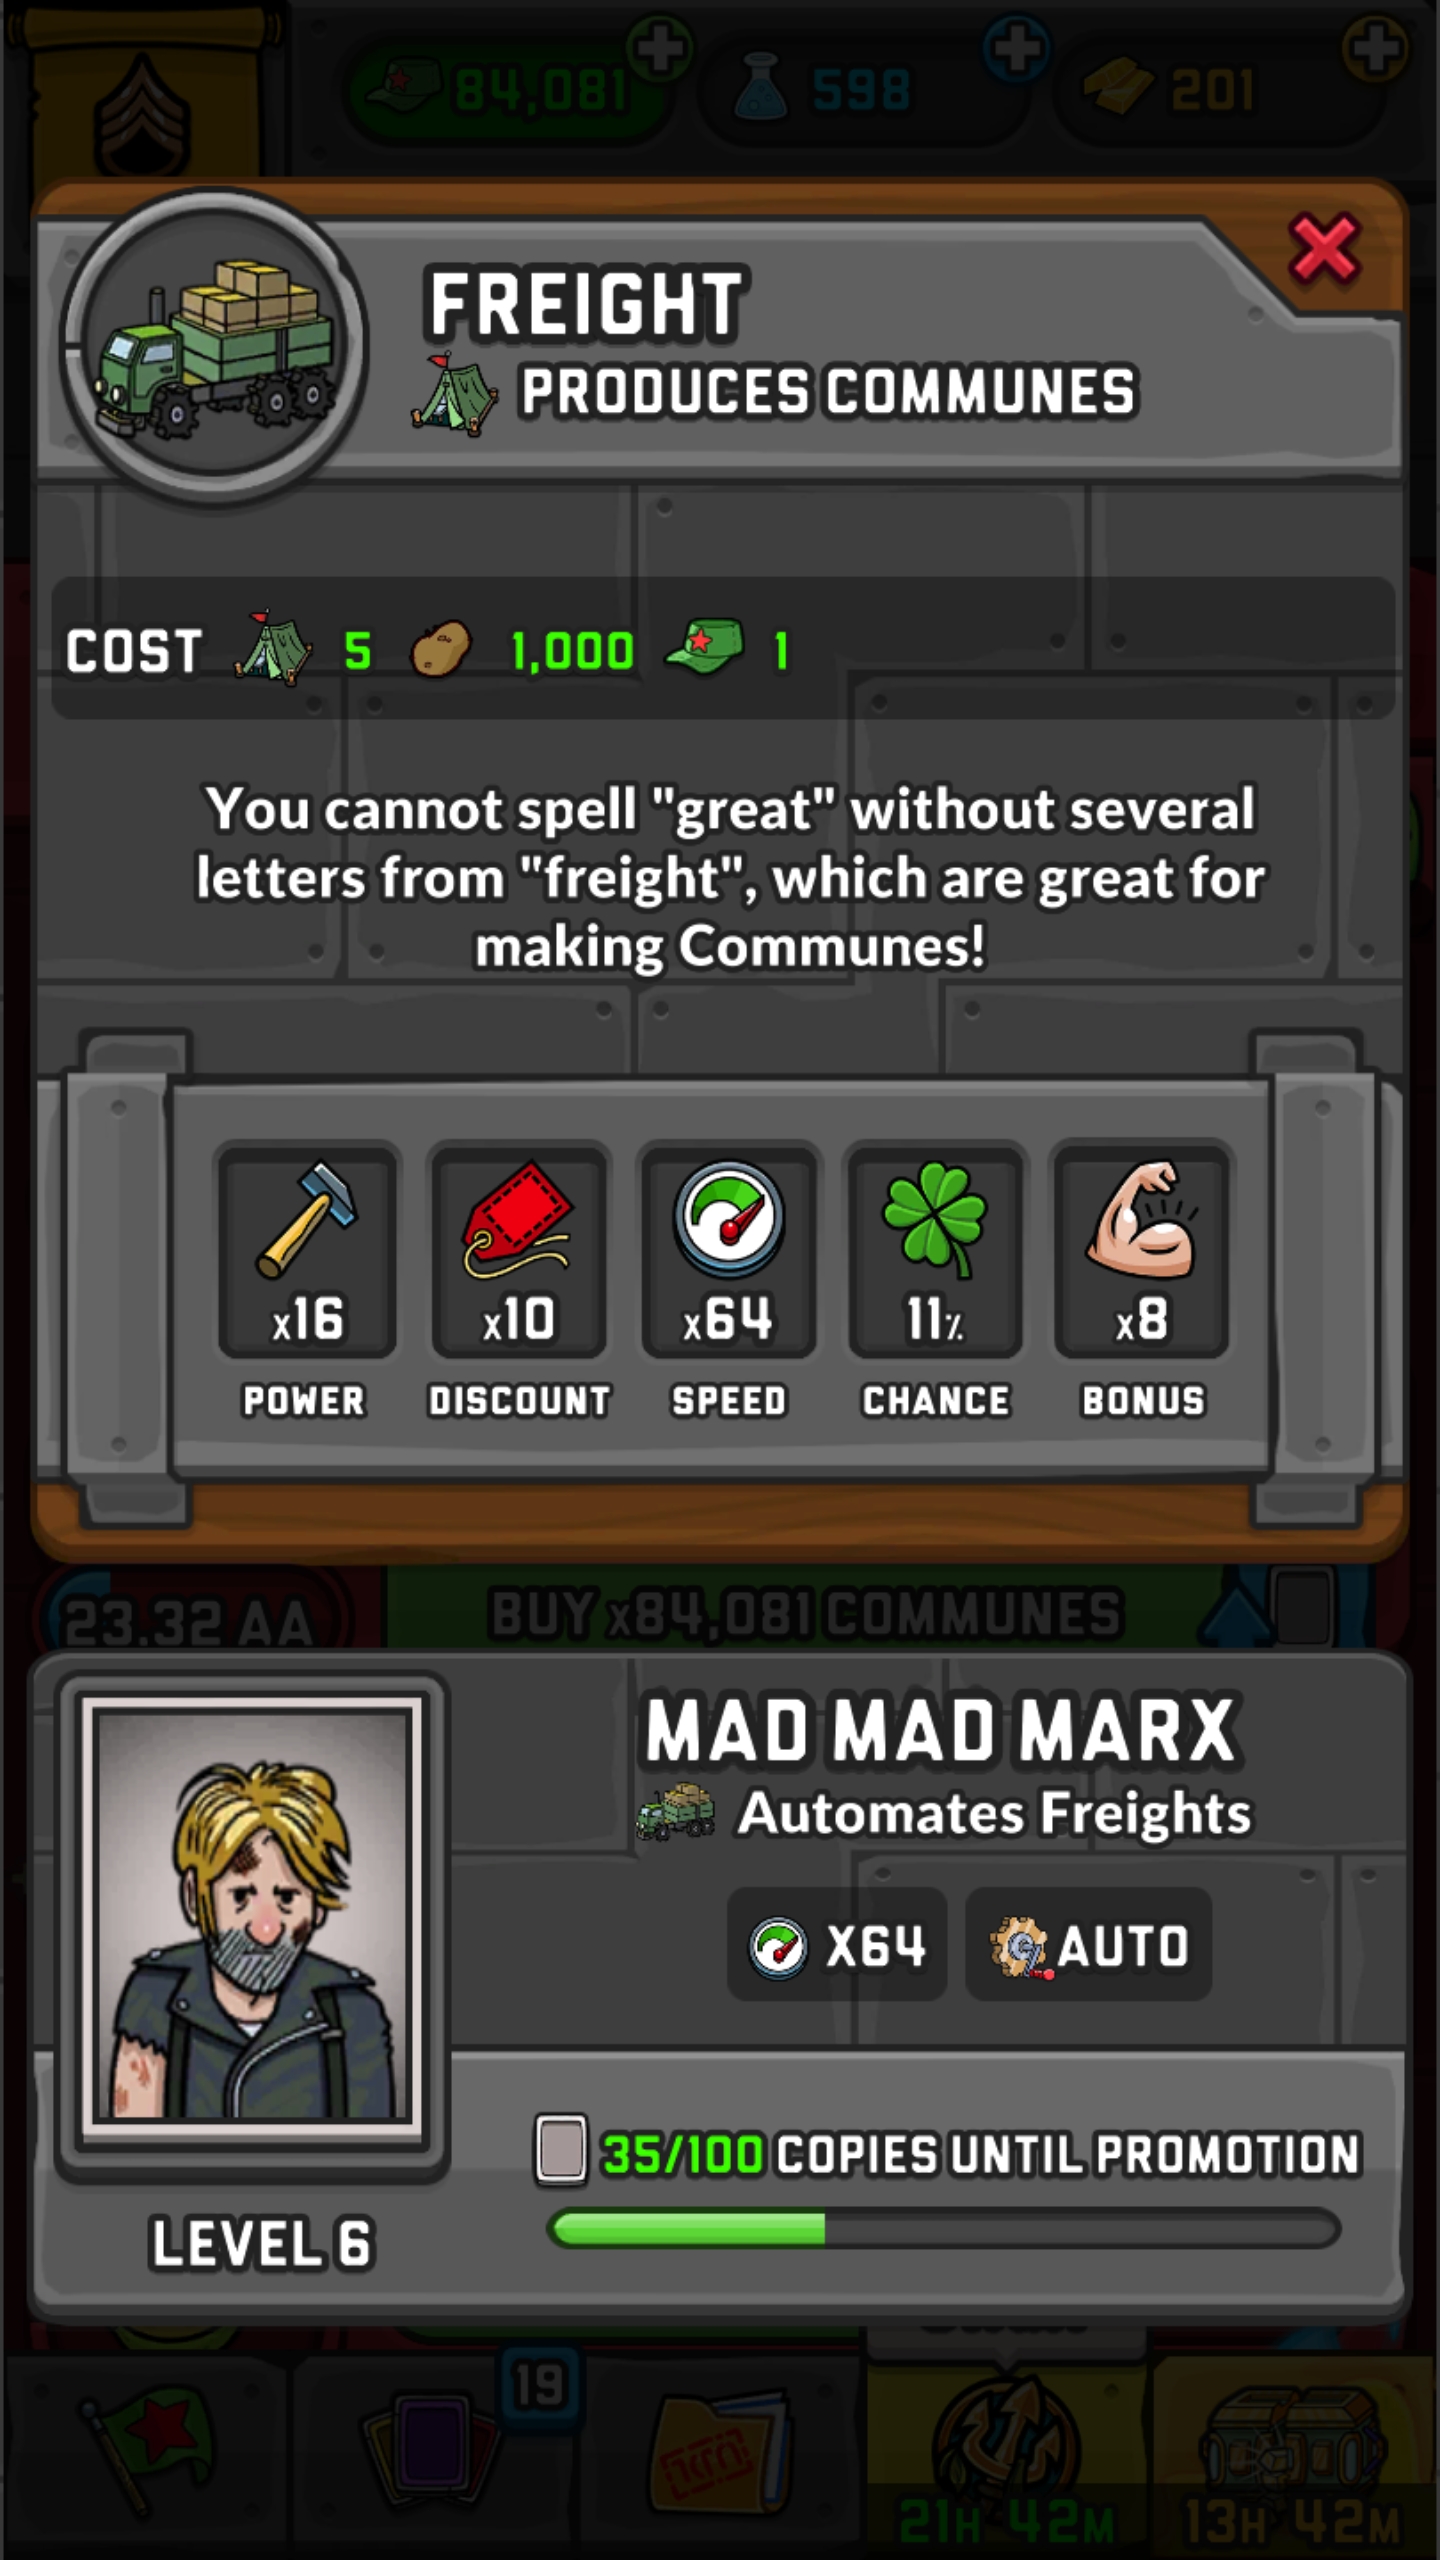 84,081 598 201
FREIGHT
PRODUCES COMMUNES
COST 5 1,000 1
You cannot spell "great" without several
letters from "freight", which are great for
making Communes!
x16 x10 x64 11% x8
POWER DISCOUNT SPEED CHANCE BONUS
23.32 AA BUY x84,081 COMMUNES
MAD MAD MARX
Automates Freights
X64 AUTO
35/100 COPIES UNTIL PROMOTION
LEVEL 6
19
21H 42M 13H 42M